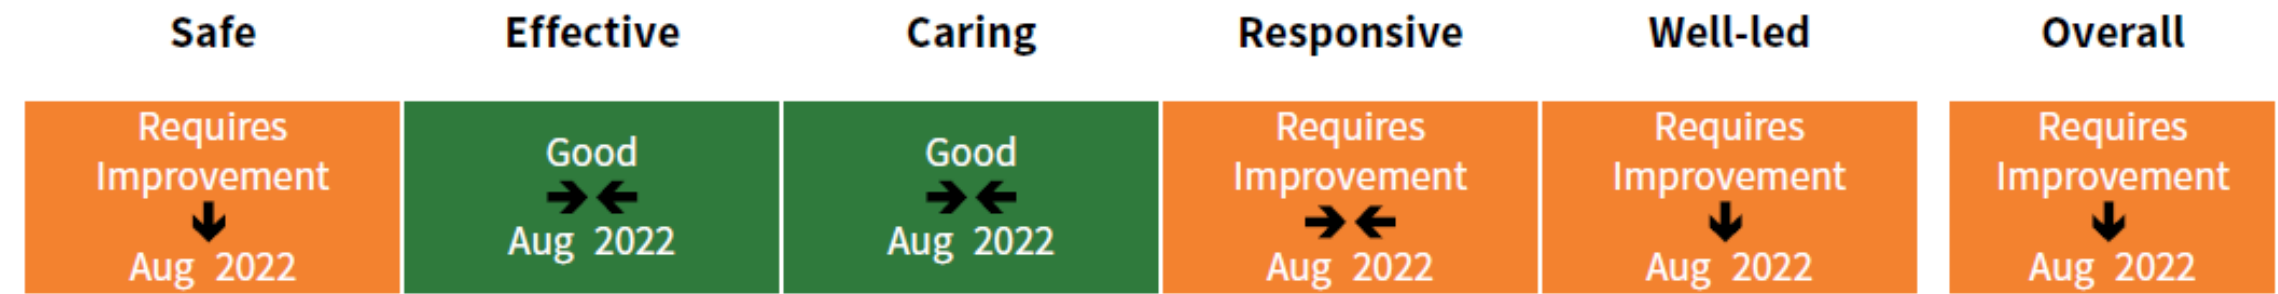 Safe Effective Caring Responsive Well-led Overall
Requires Improvement
Aug 2022
Good
Aug 2022
Good
Aug 2022
Requires Improvement
Aug 2022
Requires Improvement
Aug 2022
Requires Improvement
Aug 2022